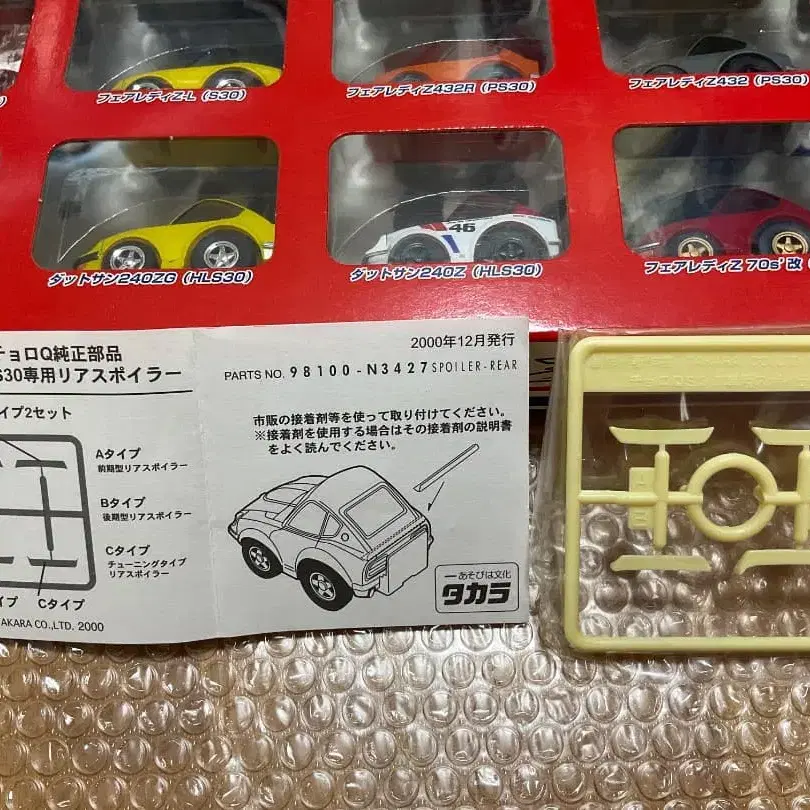 フェアレディZ-L (S30)
フェアレディZ432R (PS30)
フェアレディZ432 (PS30)
46
ダットサン240ZG (HLS30)
ダットサン240Z (HLS30)
フェアレディZ 70s'改
チョロQ純正部品
S30専用リアスポイラー
イプ2セット
Aタイプ
前期型リアスポイラー
Bタイプ
後期型リアスポイラー
Cタイプ
チューニングタイプ
リアスポイラー
イプ Cタイプ
AKARA CO.,LTD. 2000
2000年12月発行
PARTS NO. 98100-N3427 SPOILER-REAR
市販の接着剤等を使って取り付けてください。
※接着剤を使用する場合はその接着剤の説明書
をよく読んでください。
あそびは文化
タカラ